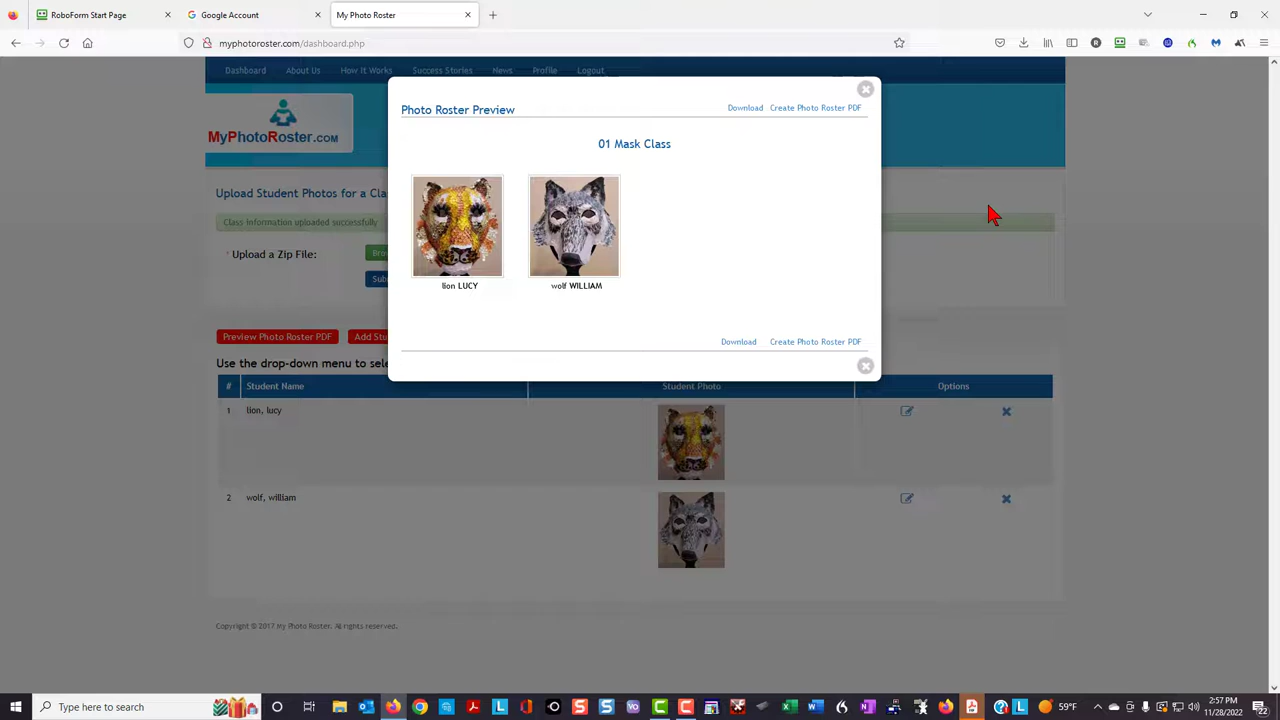 RoboForm Start Page
Google Account
My Photo Roster
myphotoroster.com/dashboard.php
Dashboard About Us How It Works Success Stories News Profile Logout
MyPhotoRoster.com
Photo Roster Preview
Download Create Photo Roster PDF
01 Mask Class
lion LUCY
wolf WILLIAM
Download Create Photo Roster PDF
Upload Student Photos for a Cla
Class information uploaded successfully
* Upload a Zip File:
Bro
Sub
Preview Photo Roster PDF
Add Stu
Use the drop-down menu to sele
# Student Name Student Photo Options
1 lion, lucy
2 wolf, william
Copyright © 2017 My Photo Roster. All rights reserved.
Type here to search
59°F
2:57 PM
11/28/2022